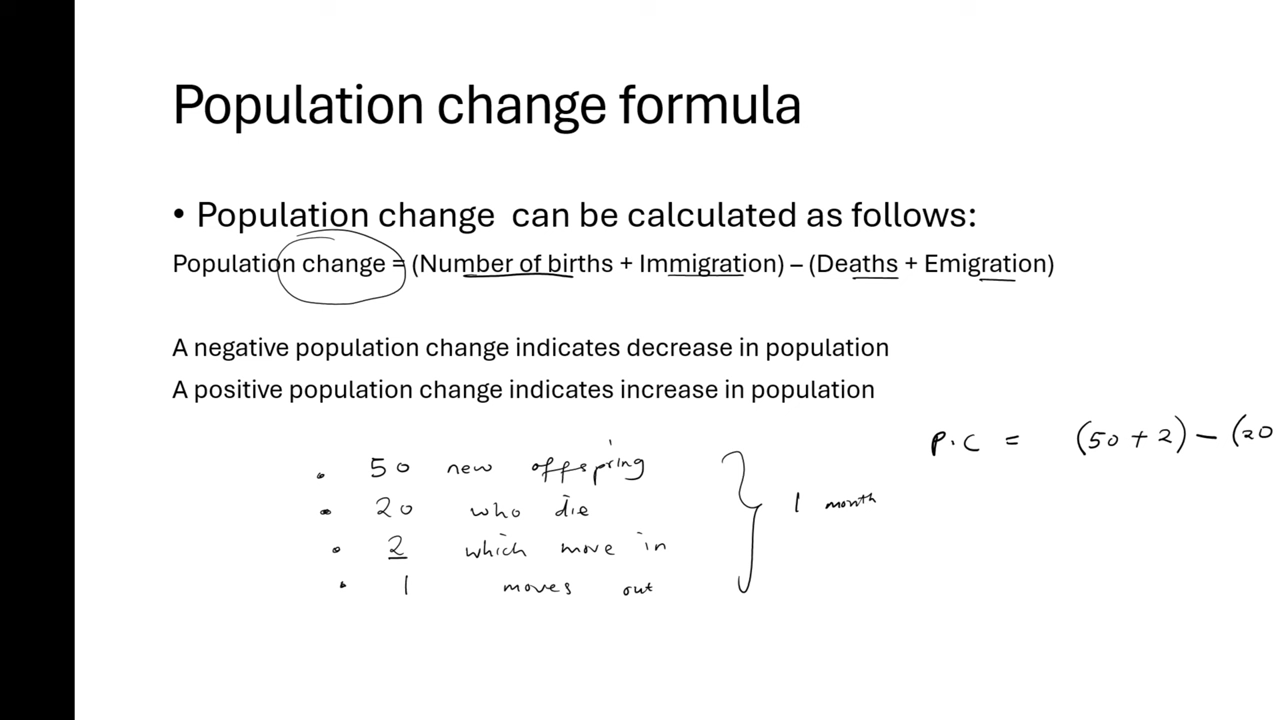 Population change formula
• Population change can be calculated as follows:
Population change = (Number of births + Immigration) – (Deaths + Emigration)
A negative population change indicates decrease in population
A positive population change indicates increase in population
P.C = (50 + 2) – (20
• 50 new offspring
• 20 who die
• 2 which move in
• 1 moves out
1 month